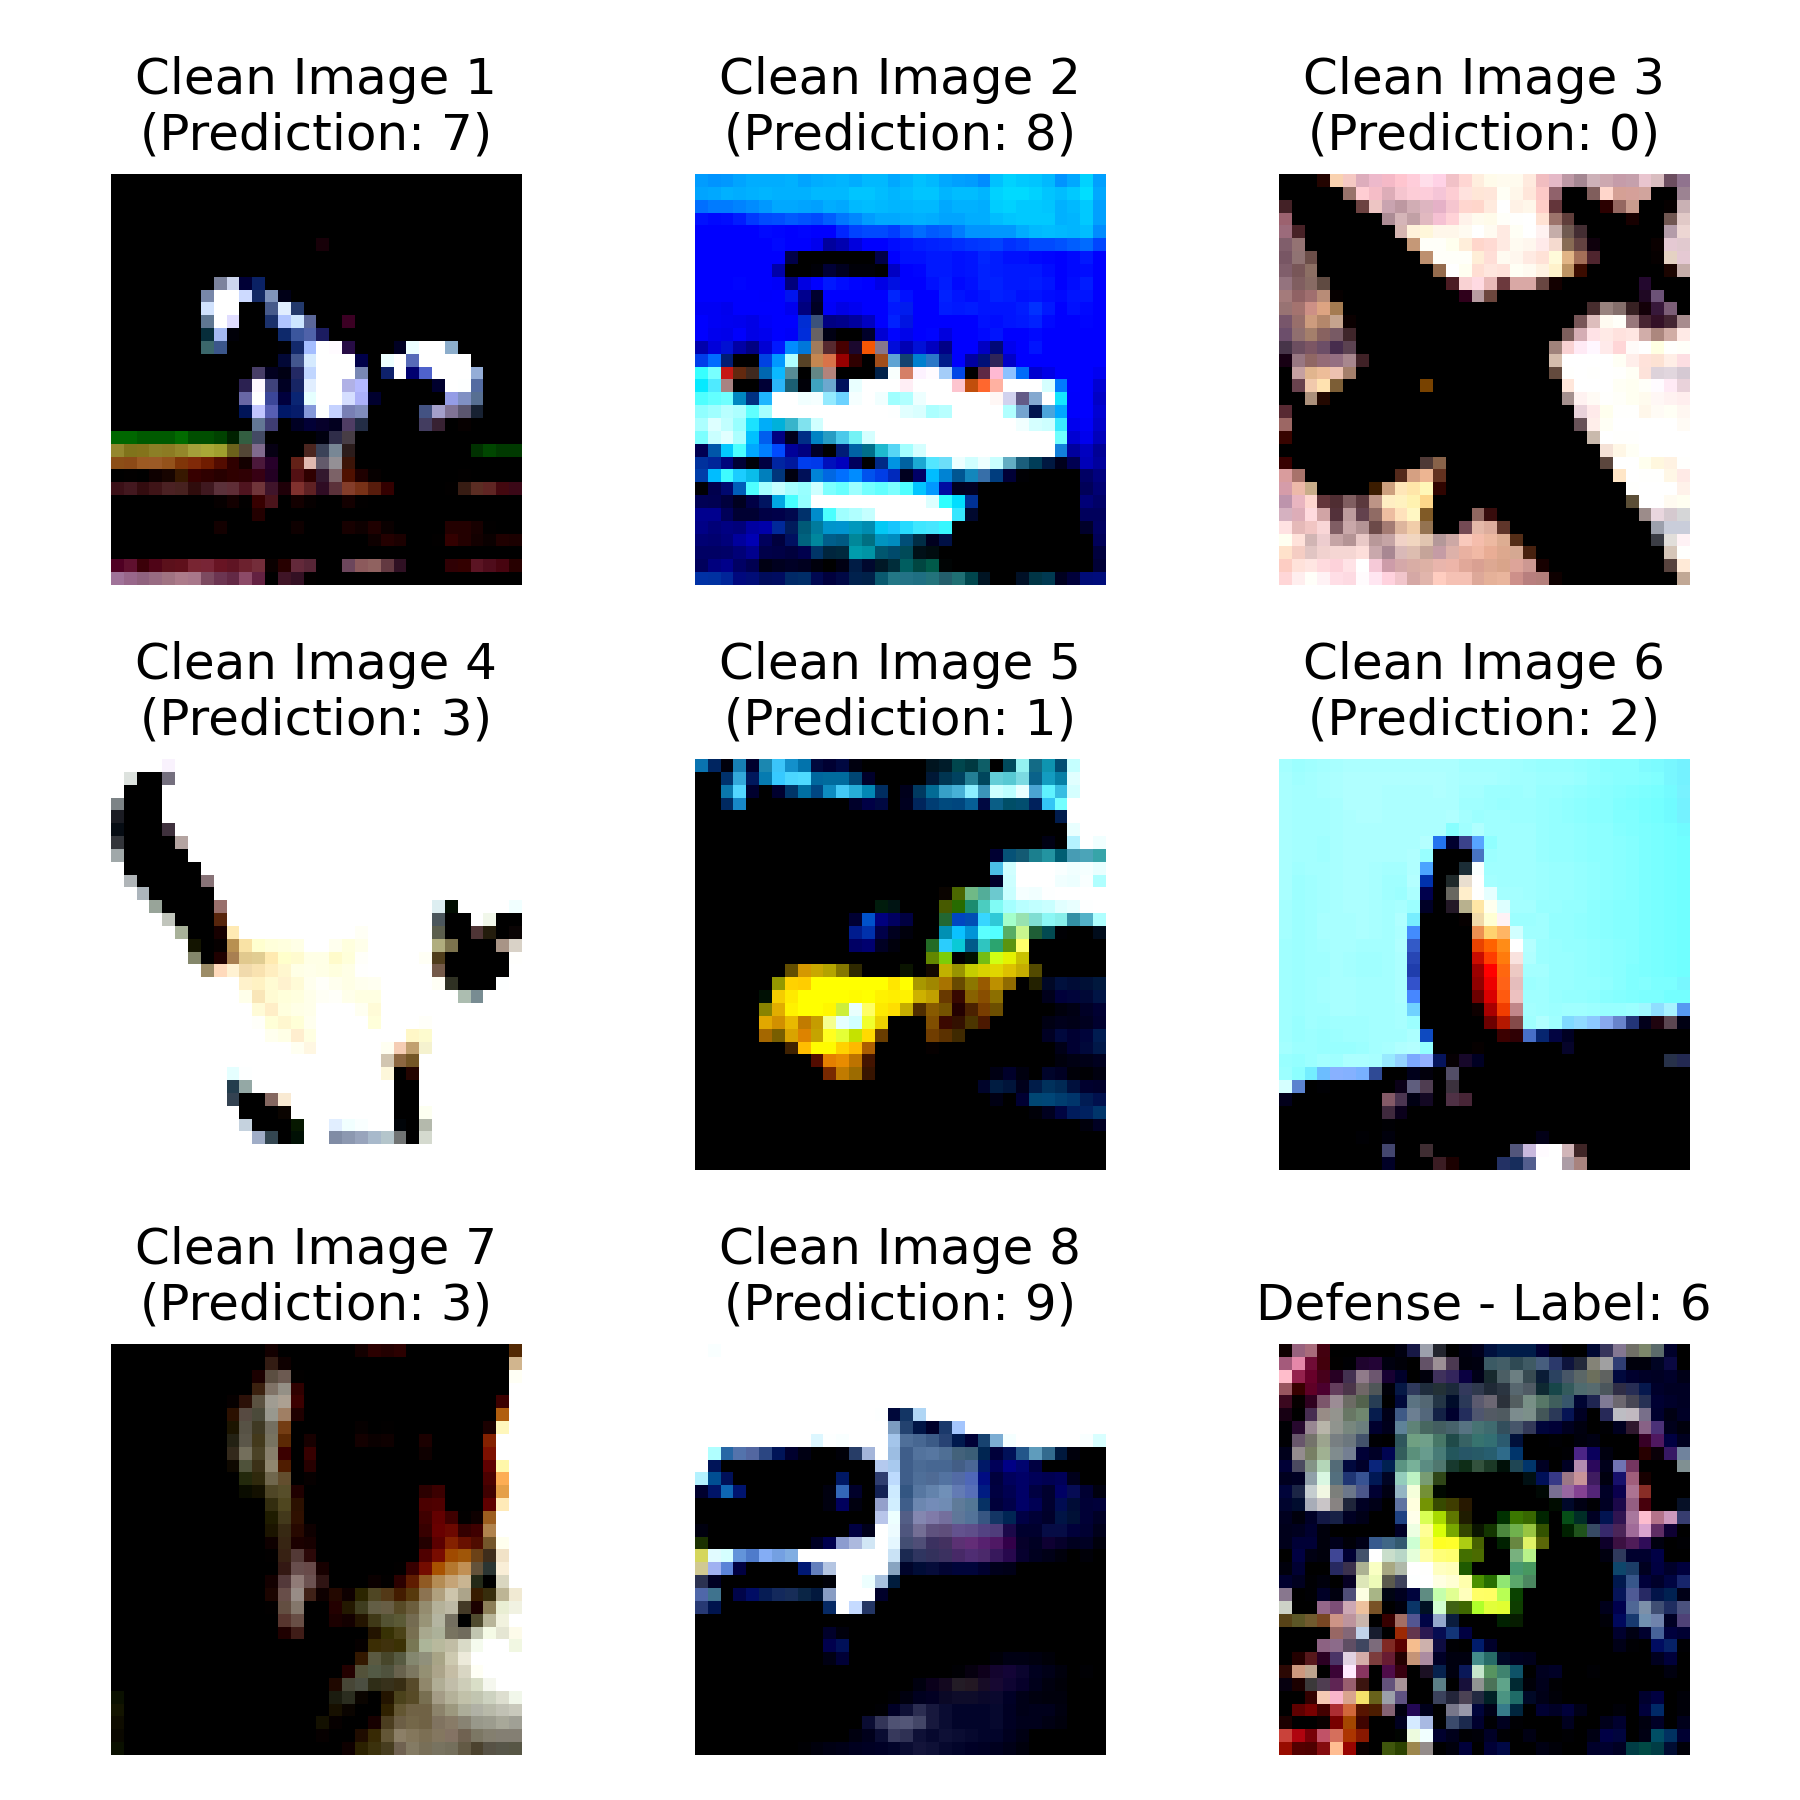 Clean Image 1
(Prediction: 7)
Clean Image 2
(Prediction: 8)
Clean Image 3
(Prediction: 0)
Clean Image 4
(Prediction: 3)
Clean Image 5
(Prediction: 1)
Clean Image 6
(Prediction: 2)
Clean Image 7
(Prediction: 3)
Clean Image 8
(Prediction: 9)
Defense - Label: 6